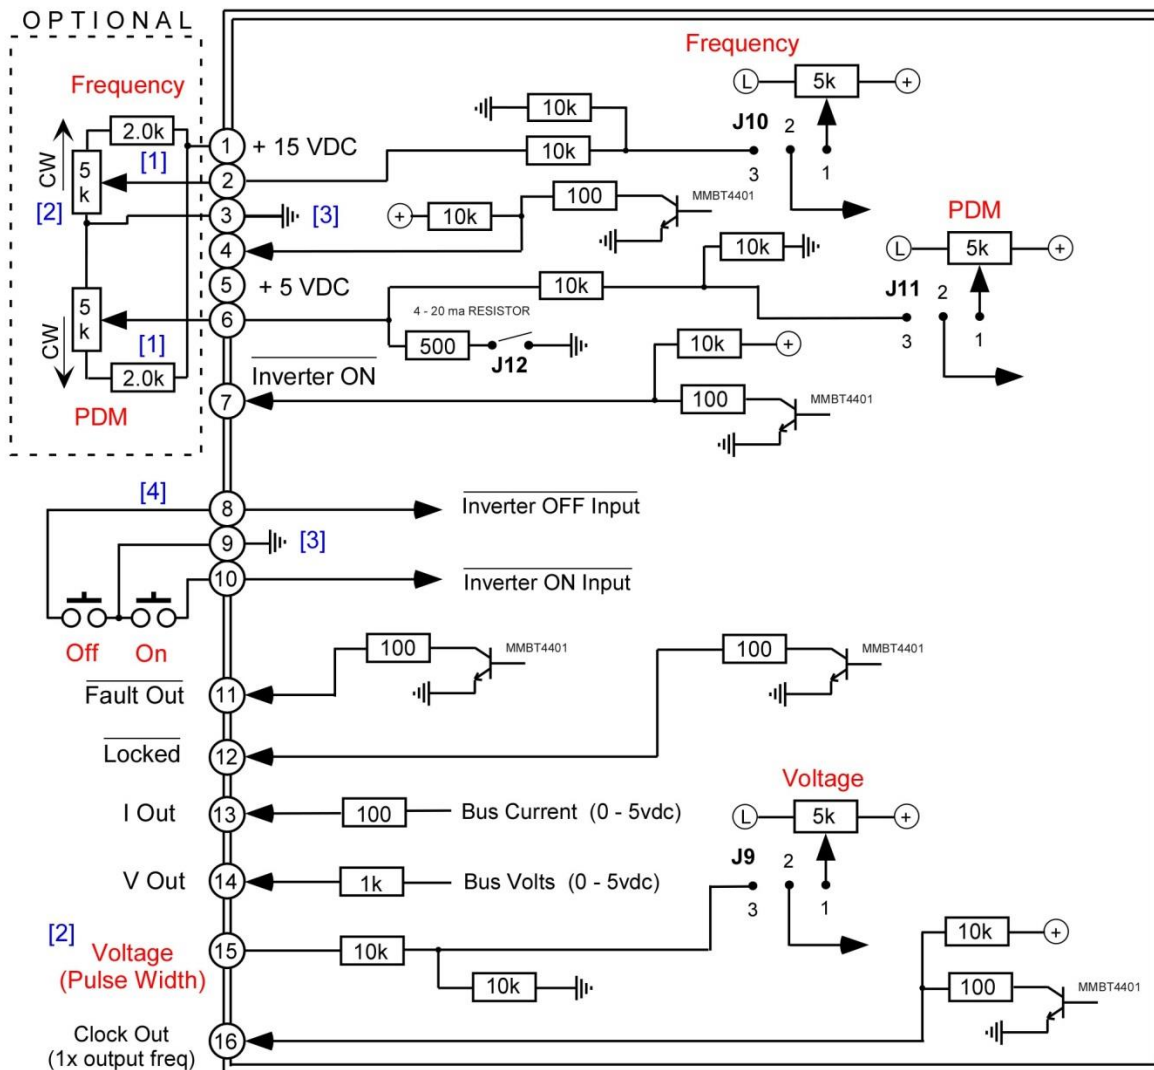 OPTIONAL
Frequency
2.0k
CW
5 k
[1]
[2]
1
+ 15 VDC
2
3
[3]
4
5
+ 5 VDC
6
5 k
CW
[1]
2.0k
PDM
Inverter ON
7
Frequency
L
5k
+
10k
10k
J10
2
3
1
+
10k
100
MMBT4401
10k
PDM
L
5k
+
10k
J11
2
3
1
4 - 20 ma RESISTOR
500
J12
10k
+
100
MMBT4401
[4]
8
Inverter OFF Input
9
[3]
10
Inverter ON Input
Off
On
100
MMBT4401
100
MMBT4401
Fault Out
11
Locked
12
I Out
13
100
Bus Current (0 - 5vdc)
V Out
14
1k
Bus Volts (0 - 5vdc)
Voltage
L
5k
+
J9
2
3
1
[2]
Voltage
(Pulse Width)
15
10k
10k
10k
+
100
MMBT4401
Clock Out
(1x output freq)
16